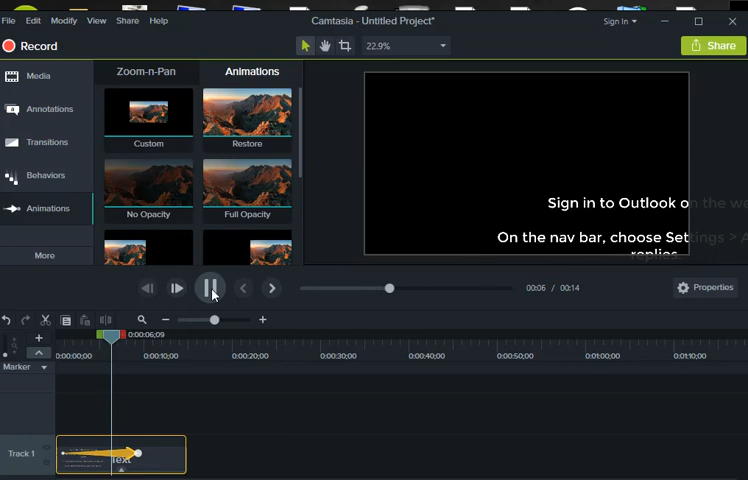 File Edit Modify View Share Help Camtasia - Untitled Project* Sign In
Record 22.9% Share
Media
Annotations
Transitions
Behaviors
Animations
More
Zoom-n-Pan Animations
Custom Restore
No Opacity Full Opacity
Sign in to Outlook on the we
On the nav bar, choose Settings > A
replies.
00:06 / 00:14 Properties
0:00:06;09
0:00:00;00 0:00:10;00 0:00:20;00 0:00:30;00 0:00:40;00 0:00:50;00 0:01:00;00 0:01:10;00
Marker
Track 1
Text